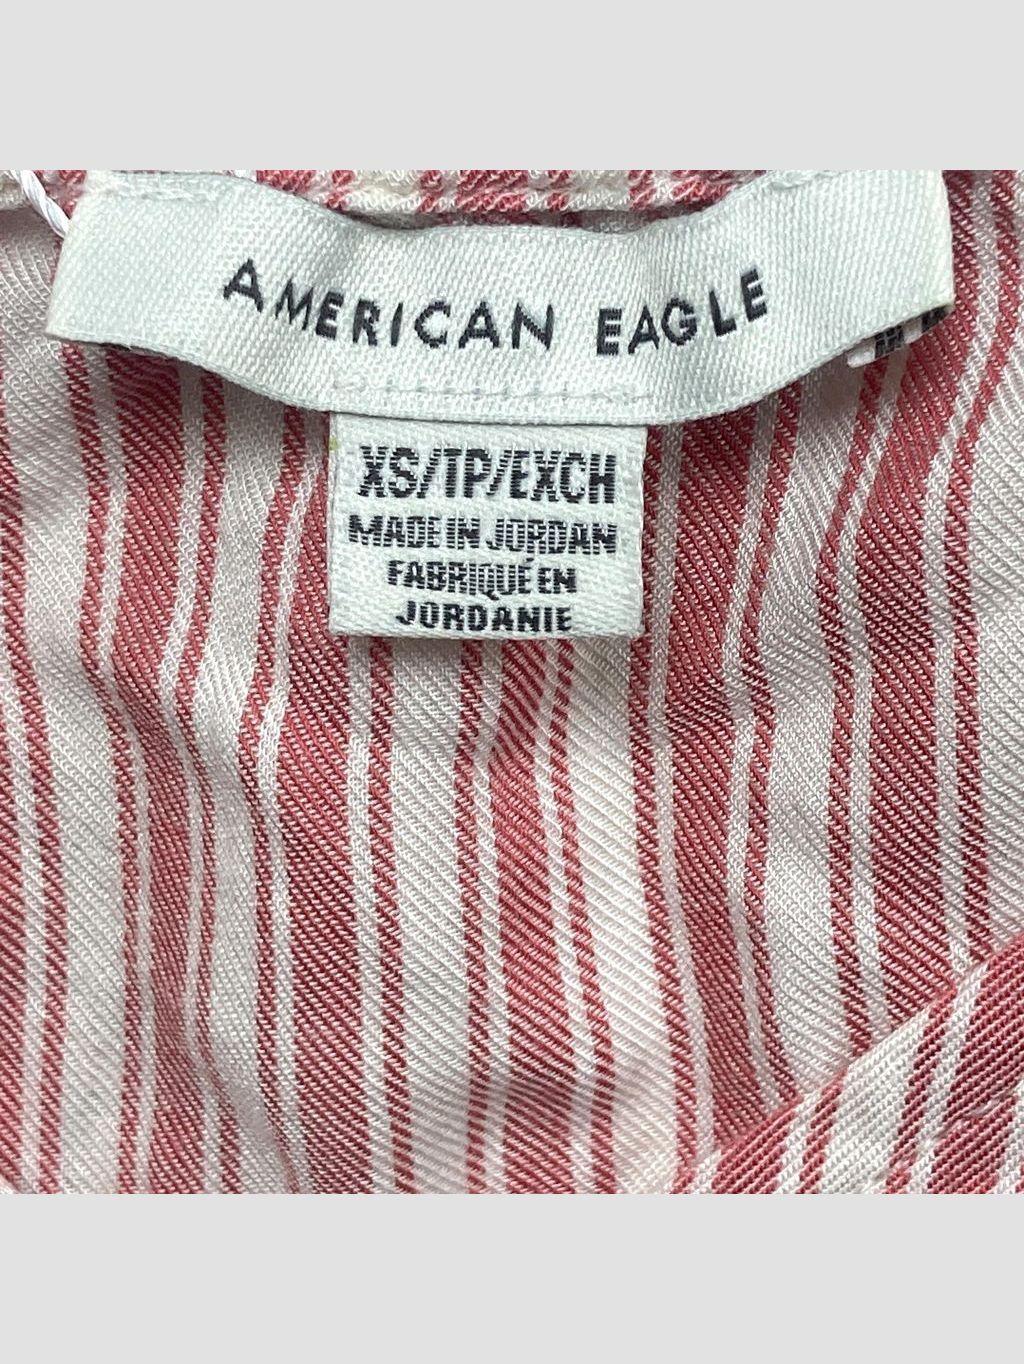 AMERICAN EAGLE
XS/TP/EXCH
MADE IN JORDAN
FABRIQUÉ EN
JORDANIE